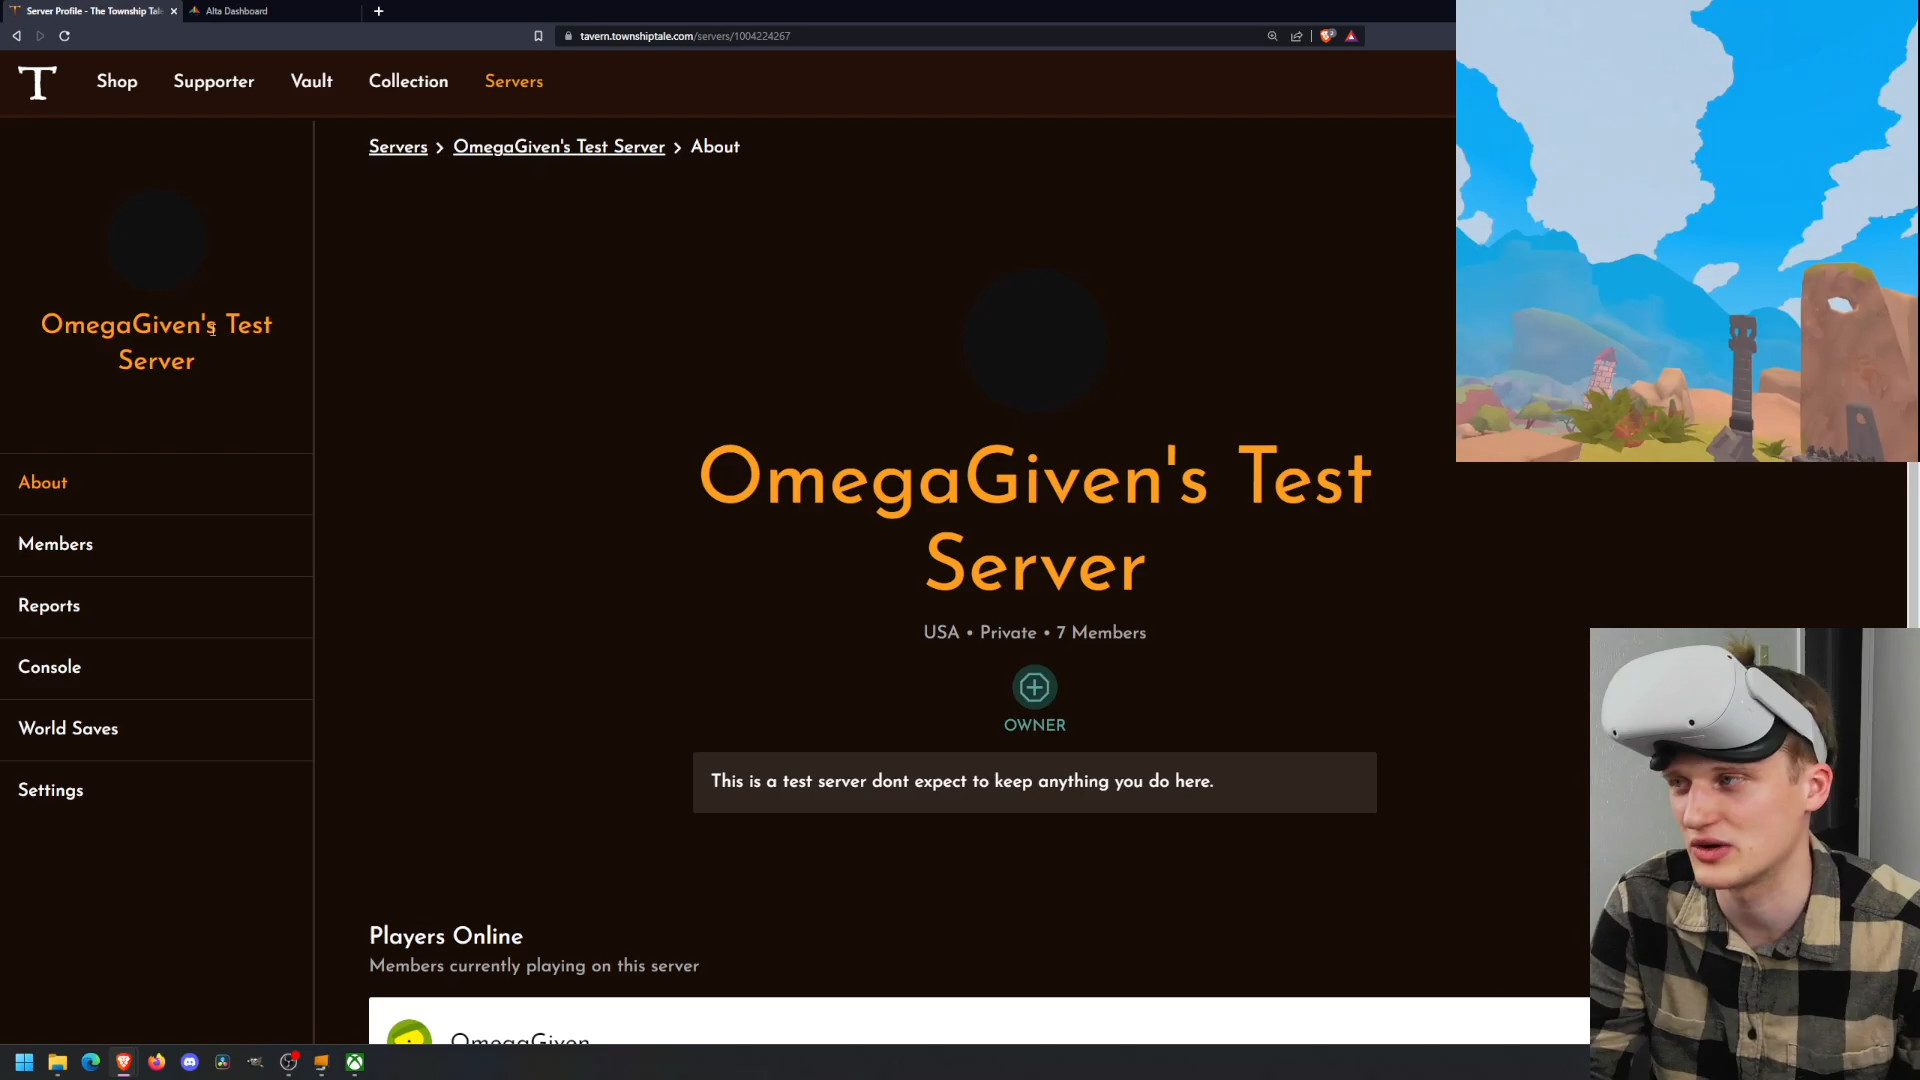 Server Profile - The Township Tal
Alta Dashboard
tavern.townshiptale.com/servers/1004224267
2
T
Shop
Supporter
Vault
Collection
Servers
Servers > OmegaGiven's Test Server > About
OmegaGiven's Test
Server
About
Members
Reports
Console
World Saves
Settings
OmegaGiven's Test
Server
USA • Private • 7 Members
OWNER
This is a test server dont expect to keep anything you do here.
Players Online
Members currently playing on this server
OmegaGiven